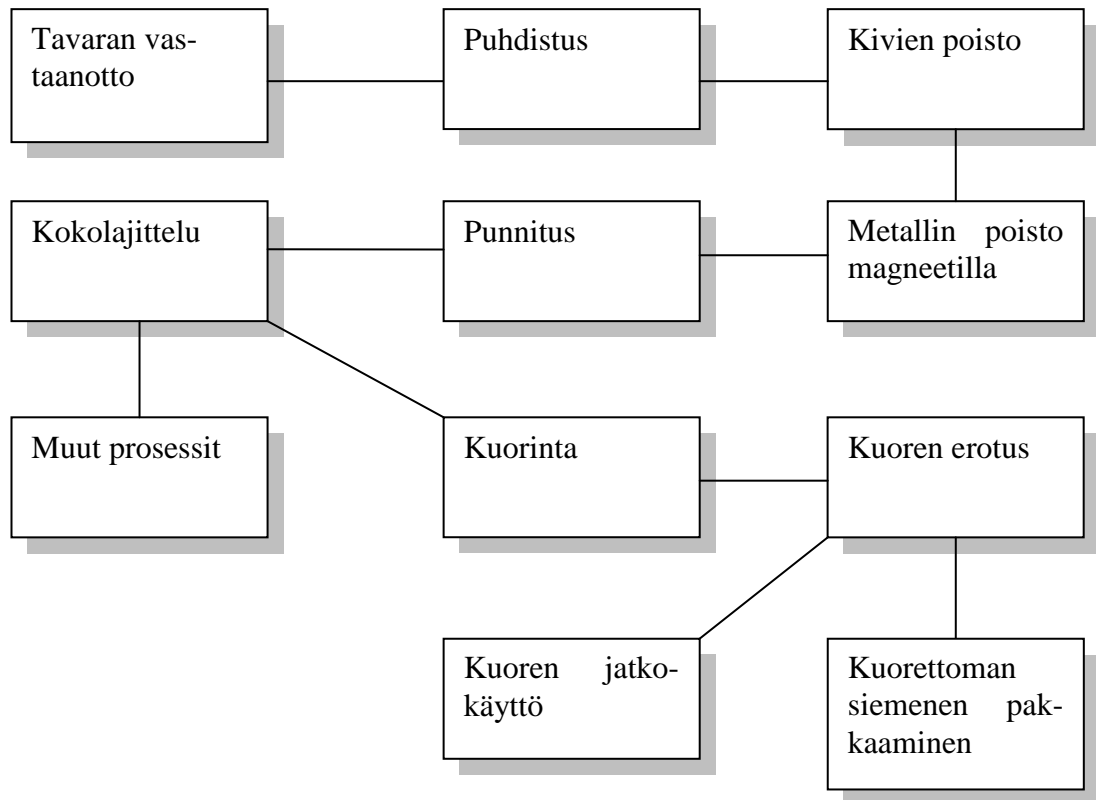 Tavaran vas-
taanotto
Puhdistus
Kivien poisto
Kokolajittelu
Punnitus
Metallin poisto
magneetilla
Muut prosessit
Kuorinta
Kuoren erotus
Kuoren jatko-
käyttö
Kuorettoman
siemenen pak-
kaaminen